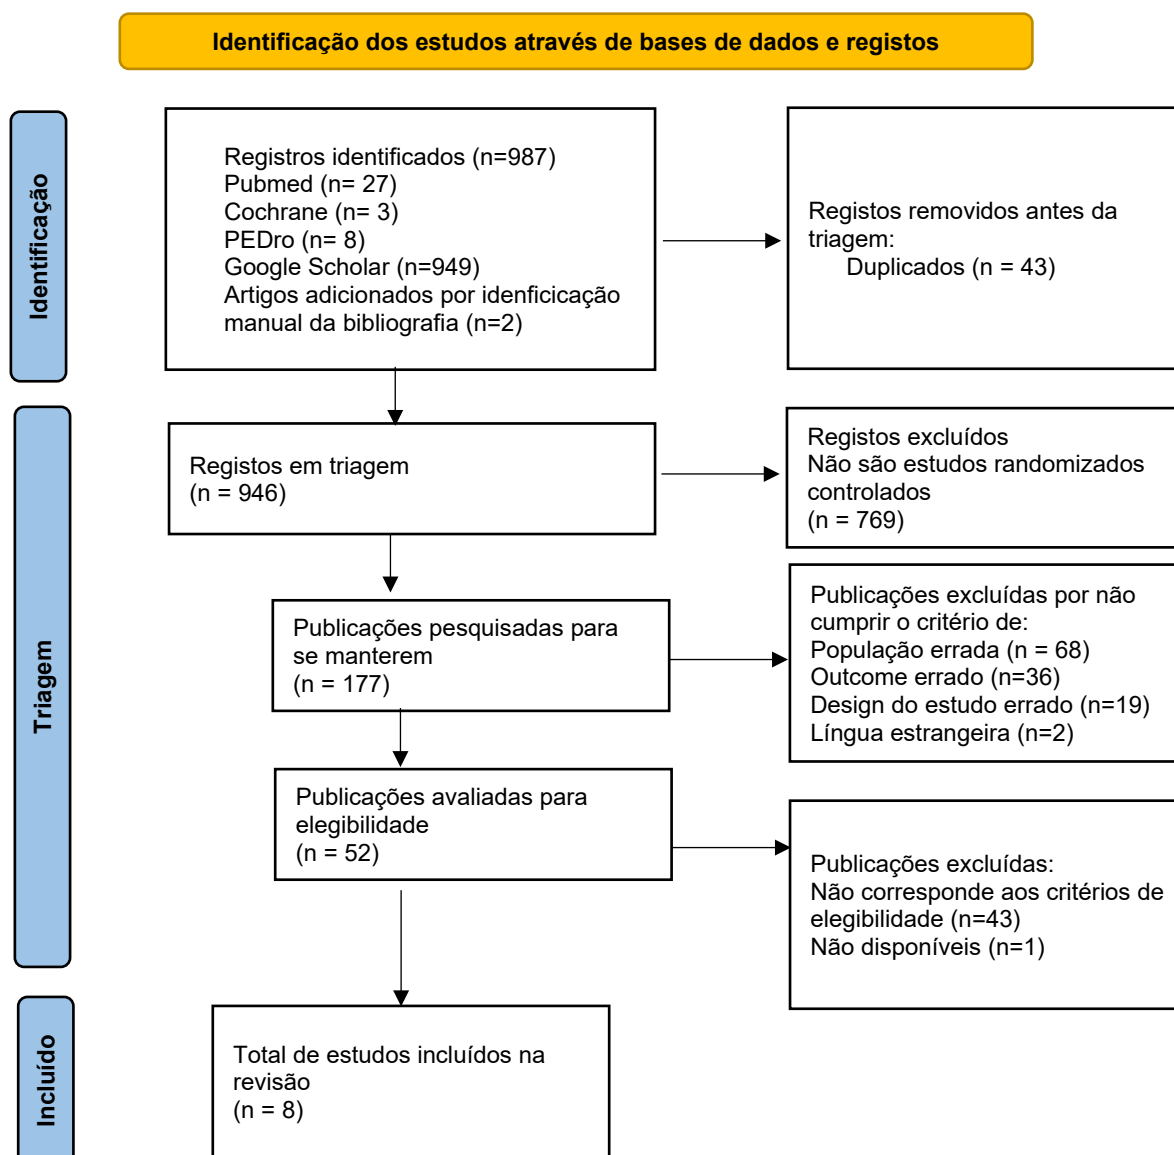 Identificação dos estudos através de bases de dados e registos
Identificação
Registros identificados (n=987)
Pubmed (n= 27)
Cochrane (n= 3)
PEDro (n= 8)
Google Scholar (n=949)
Artigos adicionados por idenficicação
manual da bibliografia (n=2)
Registos removidos antes da
triagem:
Duplicados (n = 43)
Triagem
Registos em triagem
(n = 946)
Registos excluídos
Não são estudos randomizados
controlados
(n = 769)
Publicações pesquisadas para
se manterem
(n = 177)
Publicações excluídas por não
cumprir o critério de:
População errada (n = 68)
Outcome errado (n=36)
Design do estudo errado (n=19)
Língua estrangeira (n=2)
Publicações avaliadas para
elegibilidade
(n = 52)
Publicações excluídas:
Não corresponde aos critérios de
elegibilidade (n=43)
Não disponíveis (n=1)
Incluído
Total de estudos incluídos na
revisão
(n = 8)